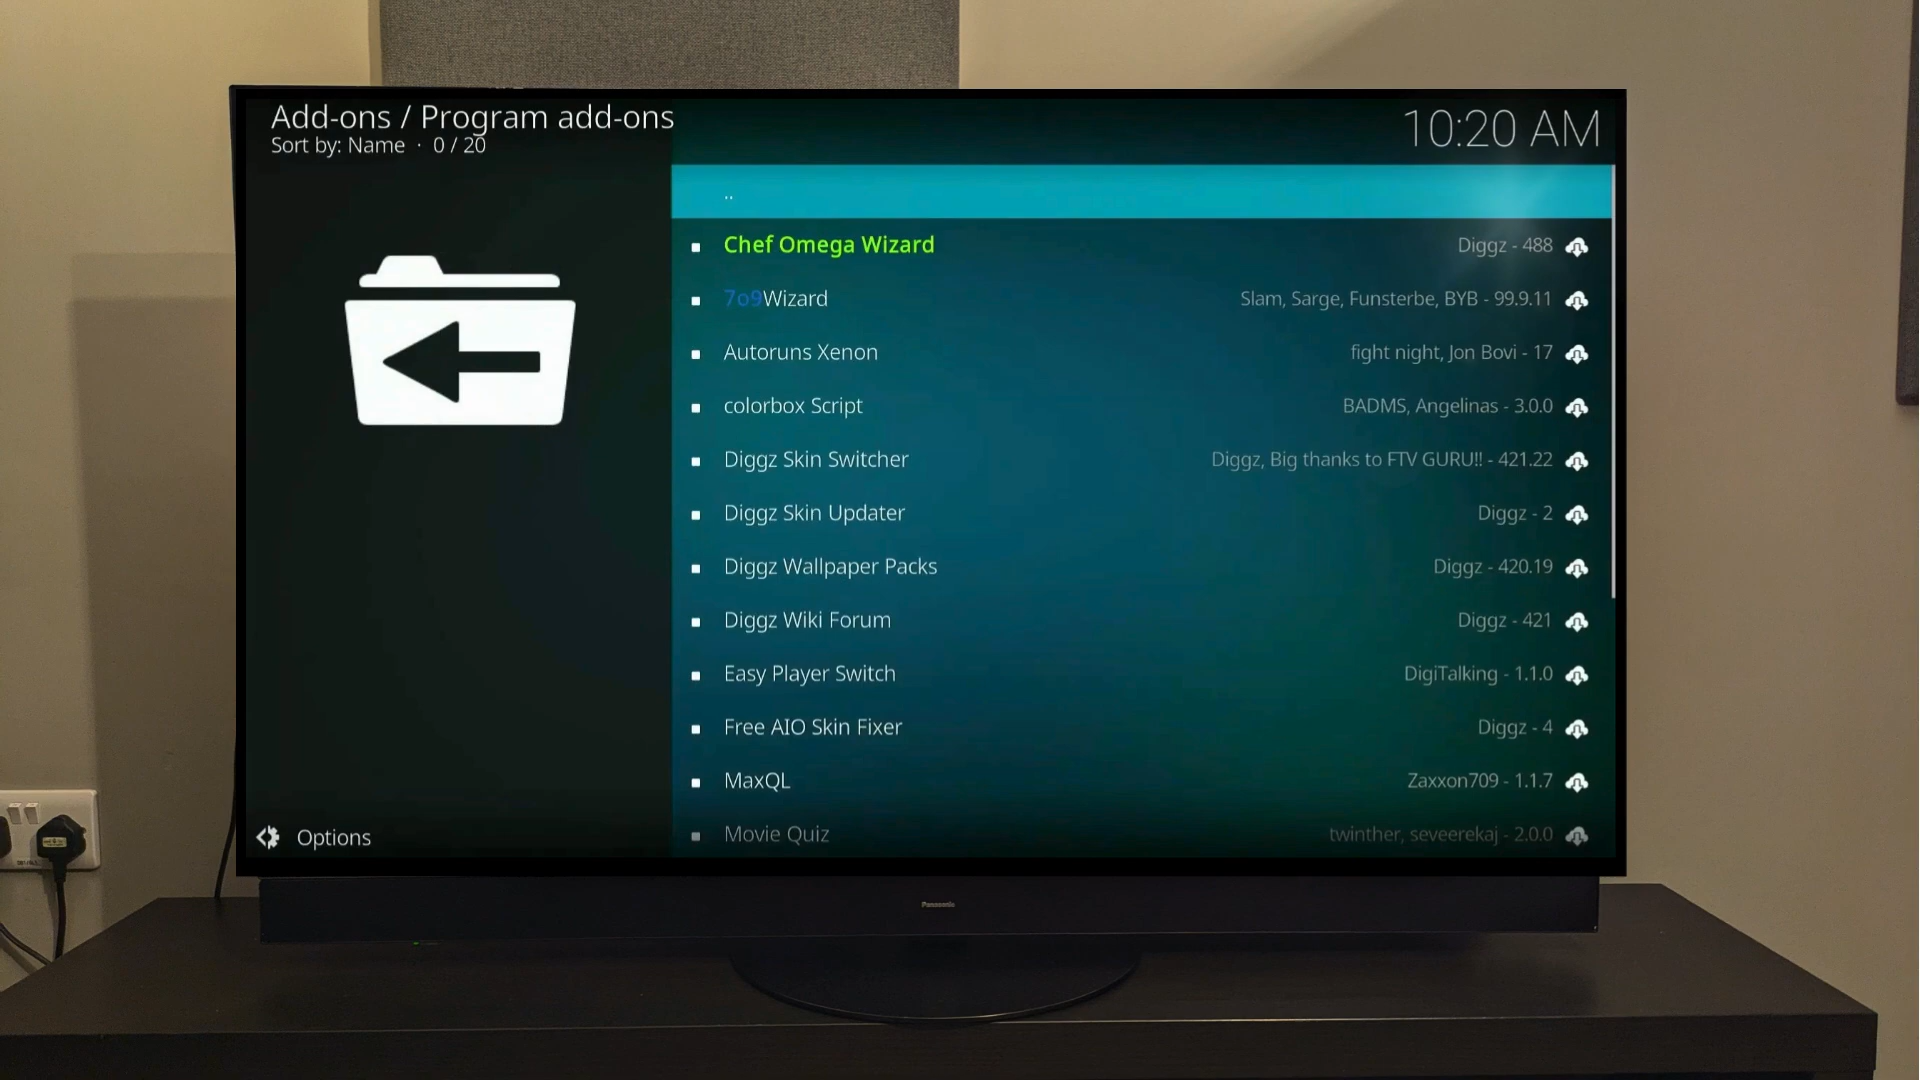 Add-ons / Program add-ons
Sort by: Name · 0 / 20
10:20 AM
..
Chef Omega Wizard Diggz - 488
7o9Wizard Slam, Sarge, Funsterbe, BYB - 99.9.11
Autoruns Xenon fight night, Jon Bovi - 17
colorbox Script BADMS, Angelinas - 3.0.0
Diggz Skin Switcher Diggz, Big thanks to FTV GURU!! - 421.22
Diggz Skin Updater Diggz - 2
Diggz Wallpaper Packs Diggz - 420.19
Diggz Wiki Forum Diggz - 421
Easy Player Switch DigiTalking - 1.1.0
Free AIO Skin Fixer Diggz - 4
MaxQL Zaxxon709 - 1.1.7
Movie Quiz twinther, seveerekaj - 2.0.0
Options
Panasonic